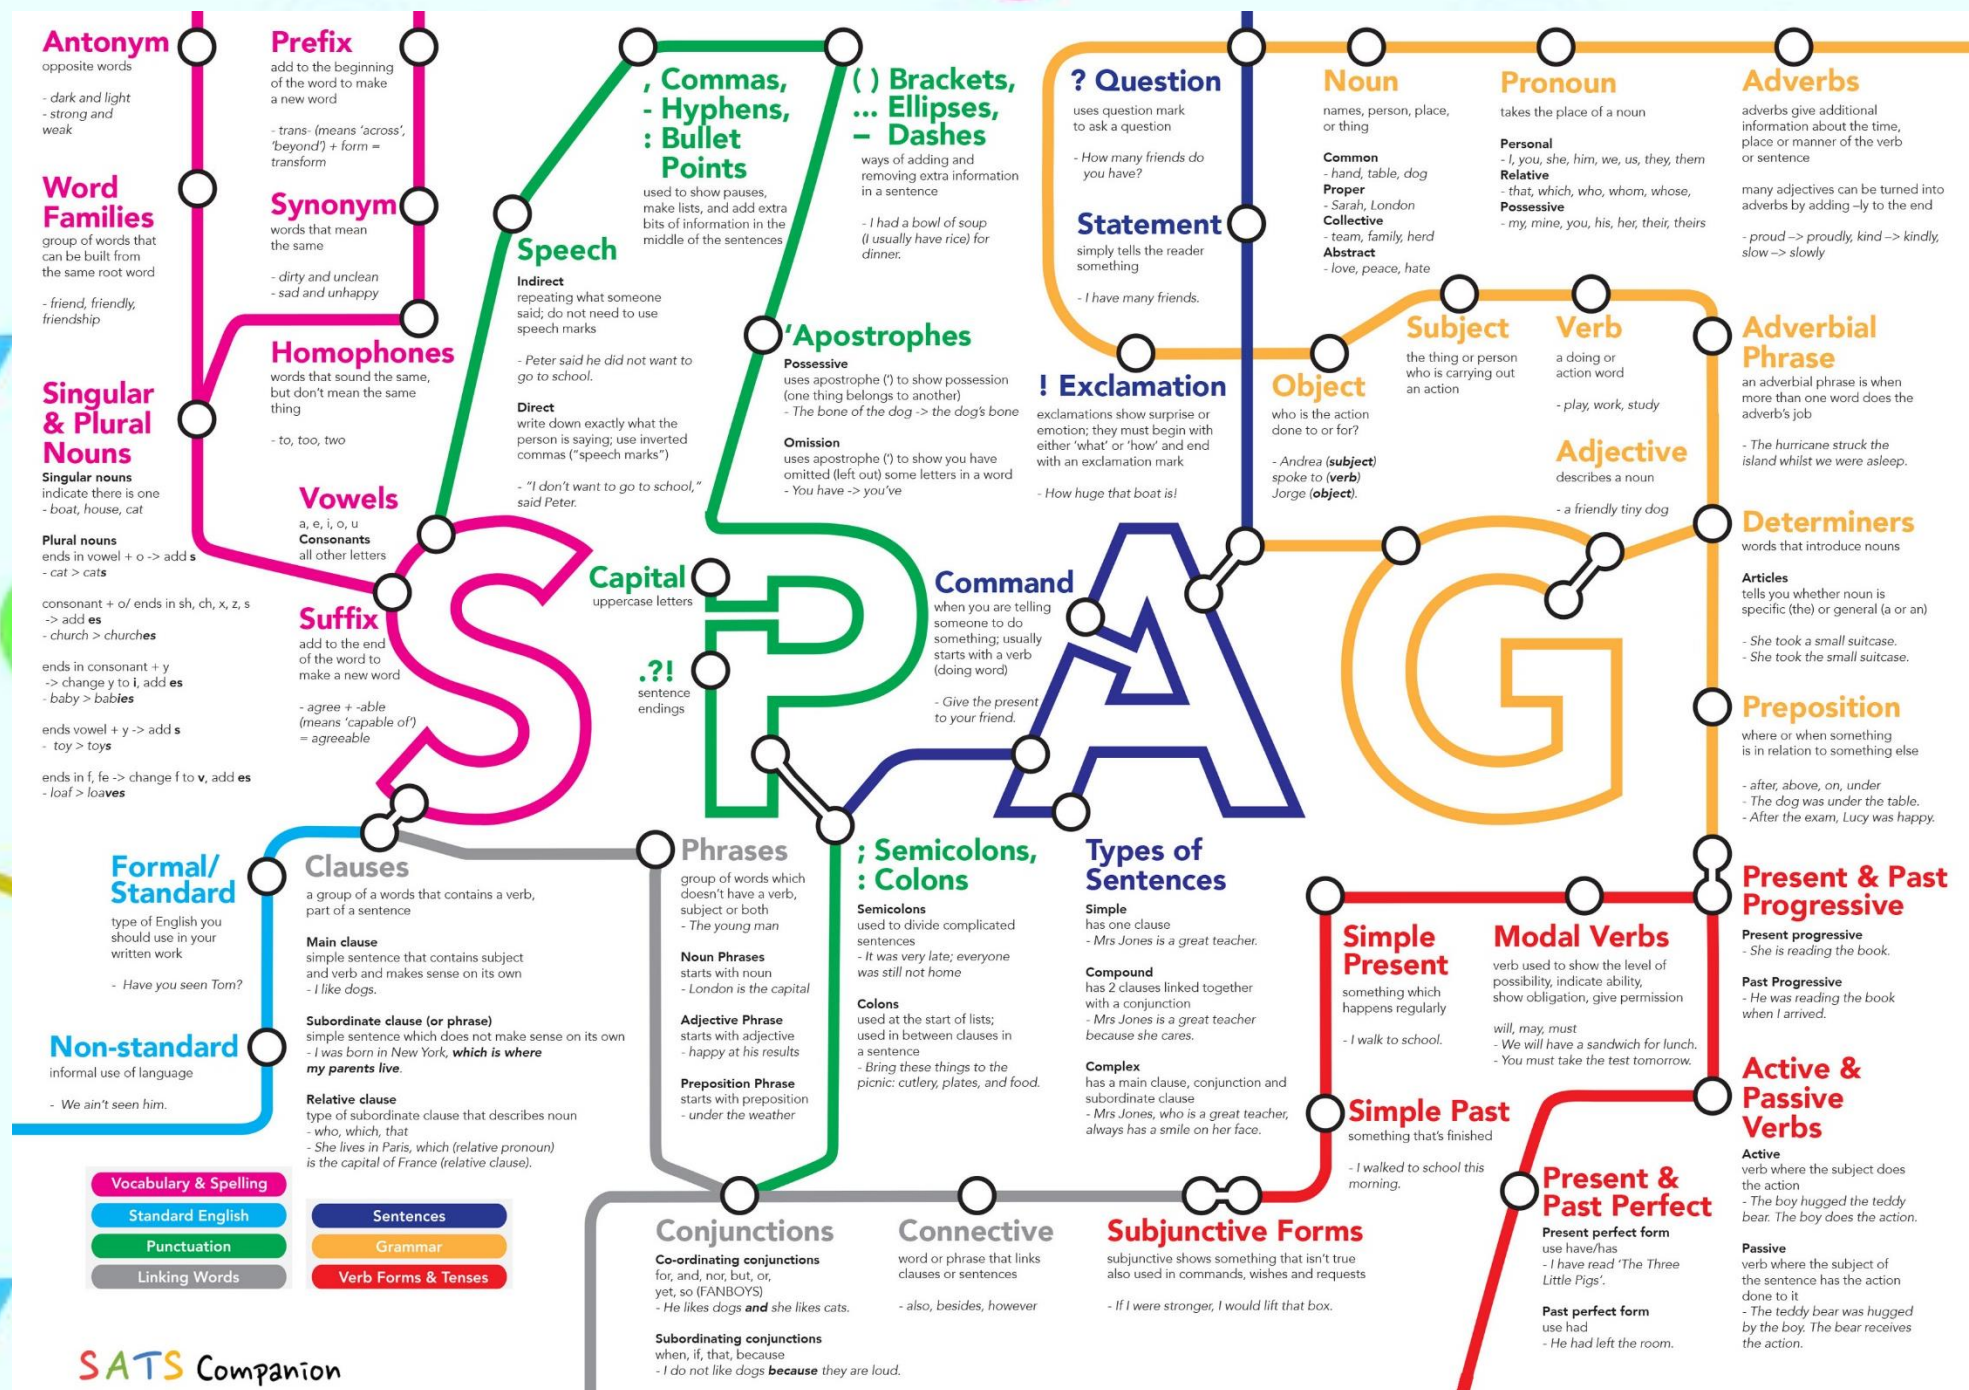 Antonym
opposite words
- dark and light
- strong and
weak
Word
Families
group of words that
can be built from
the same root word
- friend, friendly,
friendship
Singular
& Plural
Nouns
Singular nouns
indicate there is one
- boat, house, cat
Plural nouns
ends in vowel + o -> add s
- cat > cats
consonant + o/ ends in sh, ch, x, z, s
-> add es
- church > churches
ends in consonant + y
-> change y to i, add es
- baby > babies
ends vowel + y -> add s
- toy > toys
ends in f, fe -> change f to v, add es
- loaf > loaves
Prefix
add to the beginning
of the word to make
a new word
- trans- (means ‘across’,
‘beyond’) + form =
transform
Synonym
words that mean
the same
- dirty and unclean
- sad and unhappy
Homophones
words that sound the same,
but don’t mean the same
thing
- to, too, two
Vowels
a, e, i, o, u
Consonants
all other letters
Suffix
add to the end
of the word to
make a new word
- agree + -able
(means ‘capable of’)
= agreeable
Speech
Indirect
repeating what someone
said; do not need to use
speech marks
- Peter said he did not want to
go to school.
Direct
write down exactly what the
person is saying; use inverted
commas (“speech marks”)
- “I don’t want to go to school,”
said Peter.
, Commas,
- Hyphens,
: Bullet
Points
used to show pauses,
make lists, and add extra
bits of information in the
middle of the sentences
( ) Brackets,
... Ellipses,
– Dashes
ways of adding and
removing extra information
in a sentence
- I had a bowl of soup
(I usually have rice) for
dinner.
‘Apostrophes
Possessive
uses apostrophe (‘) to show possession
(one thing belongs to another)
- The bone of the dog -> the dog’s bone
Omission
uses apostrophe (‘) to show you have
omitted (left out) some letters in a word
- You have -> you’ve
Capital
uppercase letters
.?!
sentence
endings
? Question
uses question mark
to ask a question
- How many friends do
you have?
Statement
simply tells the reader
something
- I have many friends.
! Exclamation
exclamations show surprise or
emotion; they must begin with
either ‘what’ or ‘how’ and end
with an exclamation mark
- How huge that boat is!
Command
when you are telling
someone to do
something; usually
starts with a verb
(doing word)
- Give the present
to your friend.
Noun
names, person, place,
or thing
Common
- hand, table, dog
Proper
- Sarah, London
Collective
- team, family, herd
Abstract
- love, peace, hate
Pronoun
takes the place of a noun
Personal
- I, you, she, him, we, us, they, them
Relative
- that, which, who, whom, whose,
Possessive
- my, mine, you, his, her, their, theirs
Adverbs
adverbs give additional
information about the time,
place or manner of the verb
or sentence
many adjectives can be turned into
adverbs by adding –ly to the end
- proud –> proudly, kind –> kindly,
slow –> slowly
Object
who is the action
done to or for?
- Andrea (subject)
spoke to (verb)
Jorge (object).
Subject
the thing or person
who is carrying out
an action
Verb
a doing or
action word
- play, work, study
Adjective
describes a noun
- a friendly tiny dog
Adverbial
Phrase
an adverbial phrase is when
more than one word does the
adverb’s job
- The hurricane struck the
island whilst we were asleep.
Determiners
words that introduce nouns
Articles
tells you whether noun is
specific (the) or general (a or an)
- She took a small suitcase.
- She took the small suitcase.
Preposition
where or when something
is in relation to something else
- after, above, on, under
- The dog was under the table.
- After the exam, Lucy was happy.
SPAG
Formal/
Standard
type of English you
should use in your
written work
- Have you seen Tom?
Non-standard
informal use of language
- We ain’t seen him.
Clauses
a group of a words that contains a verb,
part of a sentence
Main clause
simple sentence that contains subject
and verb and makes sense on its own
- I like dogs.
Subordinate clause (or phrase)
simple sentence which does not make sense on its own
- I was born in New York, which is where
my parents live.
Relative clause
type of subordinate clause that describes noun
- who, which, that
- She lives in Paris, which (relative pronoun)
is the capital of France (relative clause).
Phrases
group of words which
doesn’t have a verb,
subject or both
- The young man
Noun Phrases
starts with noun
- London is the capital
Adjective Phrase
starts with adjective
- happy at his results
Preposition Phrase
starts with preposition
- under the weather
; Semicolons,
: Colons
Semicolons
used to divide complicated
sentences
- It was very late; everyone
was still not home
Colons
used at the start of lists;
used in between clauses in
a sentence
- Bring these things to the
picnic: cutlery, plates, and food.
Types of
Sentences
Simple
has one clause
- Mrs Jones is a great teacher.
Compound
has 2 clauses linked together
with a conjunction
- Mrs Jones is a great teacher
because she cares.
Complex
has a main clause, conjunction and
subordinate clause
- Mrs Jones, who is a great teacher,
always has a smile on her face.
Simple
Present
something which
happens regularly
- I walk to school.
Modal Verbs
verb used to show the level of
possibility, indicate ability,
show obligation, give permission
will, may, must
- We will have a sandwich for lunch.
- You must take the test tomorrow.
Present & Past
Progressive
Present progressive
- She is reading the book.
Past Progressive
- He was reading the book
when I arrived.
Simple Past
something that’s finished
- I walked to school this
morning.
Active &
Passive
Verbs
Active
verb where the subject does
the action
- The boy hugged the teddy
bear. The boy does the action.
Passive
verb where the subject of
the sentence has the action
done to it
- The teddy bear was hugged
by the boy. The bear receives
the action.
Present &
Past Perfect
Present perfect form
use have/has
- I have read ‘The Three
Little Pigs’.
Past perfect form
use had
- He had left the room.
Conjunctions
Co-ordinating conjunctions
for, and, nor, but, or,
yet, so (FANBOYS)
- He likes dogs and she likes cats.
Subordinating conjunctions
when, if, that, because
- I do not like dogs because they are loud.
Connective
word or phrase that links
clauses or sentences
- also, besides, however
Subjunctive Forms
subjunctive shows something that isn’t true
also used in commands, wishes and requests
- If I were stronger, I would lift that box.
Vocabulary & Spelling
Standard English
Punctuation
Linking Words
Sentences
Grammar
Verb Forms & Tenses
SATS Companion